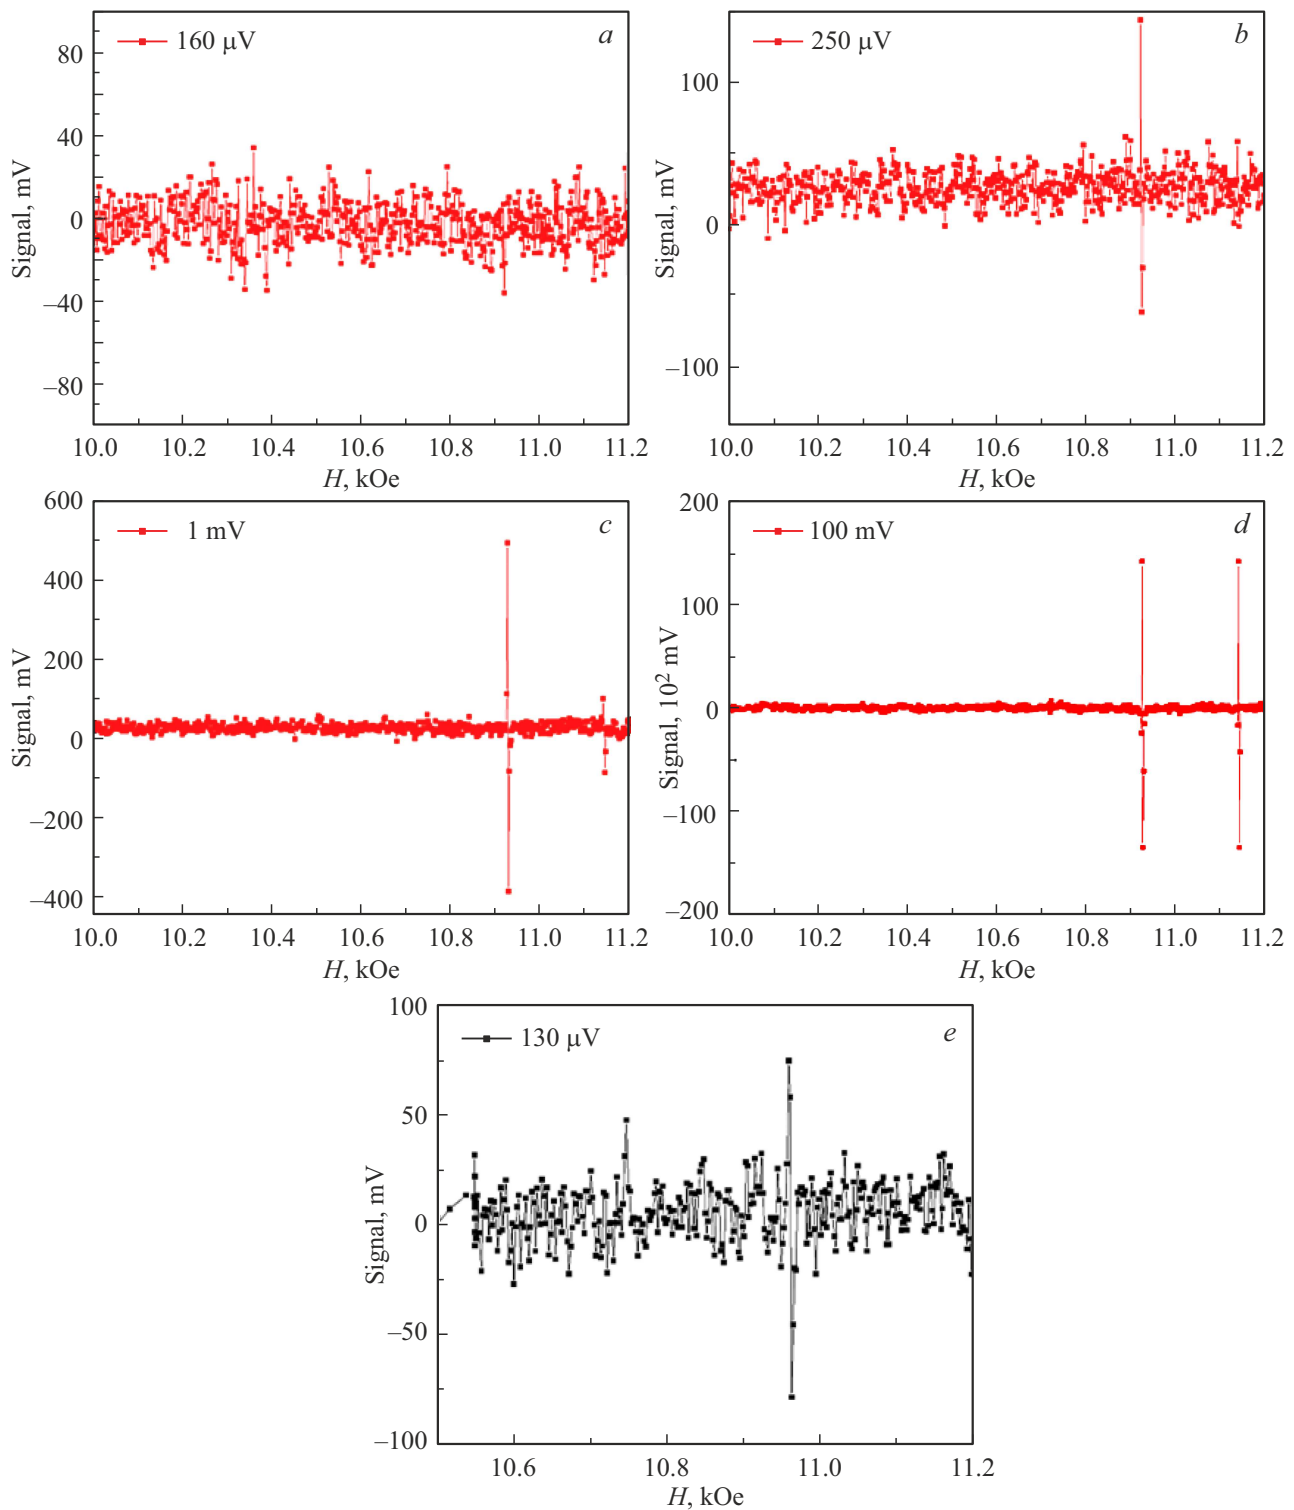 160 μV
a
80
40
0
–40
–80
Signal, mV
10.0 10.2 10.4 10.6 10.8 11.0 11.2
H, kOe
250 μV
b
100
0
–100
Signal, mV
10.0 10.2 10.4 10.6 10.8 11.0 11.2
H, kOe
1 mV
c
600
400
200
0
–200
–400
Signal, mV
10.0 10.2 10.4 10.6 10.8 11.0 11.2
H, kOe
100 mV
d
200
100
0
–100
–200
Signal, 10² mV
10.0 10.2 10.4 10.6 10.8 11.0 11.2
H, kOe
130 μV
e
100
50
0
–50
–100
Signal, mV
10.6 10.8 11.0 11.2
H, kOe